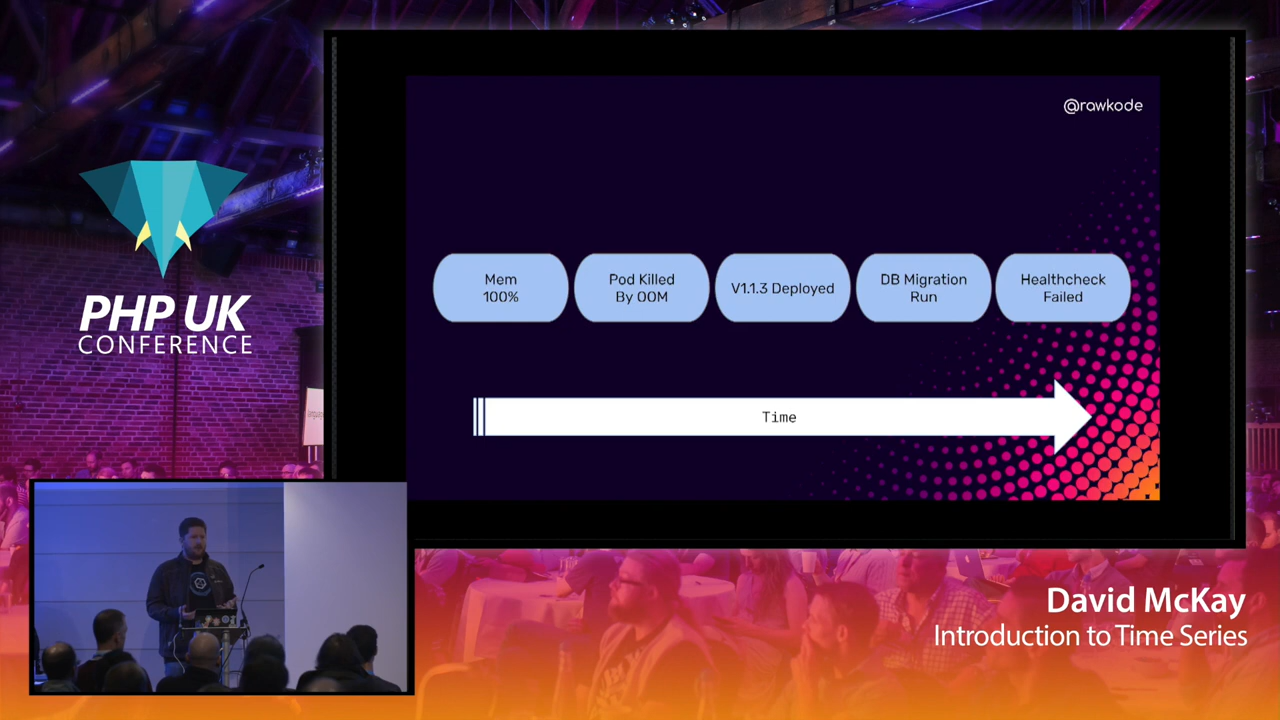 @rawkode
Mem
100%
Pod Killed
By OOM
V1.1.3 Deployed
DB Migration
Run
Healthcheck
Failed
Time
PHP UK
CONFERENCE
David McKay
Introduction to Time Series